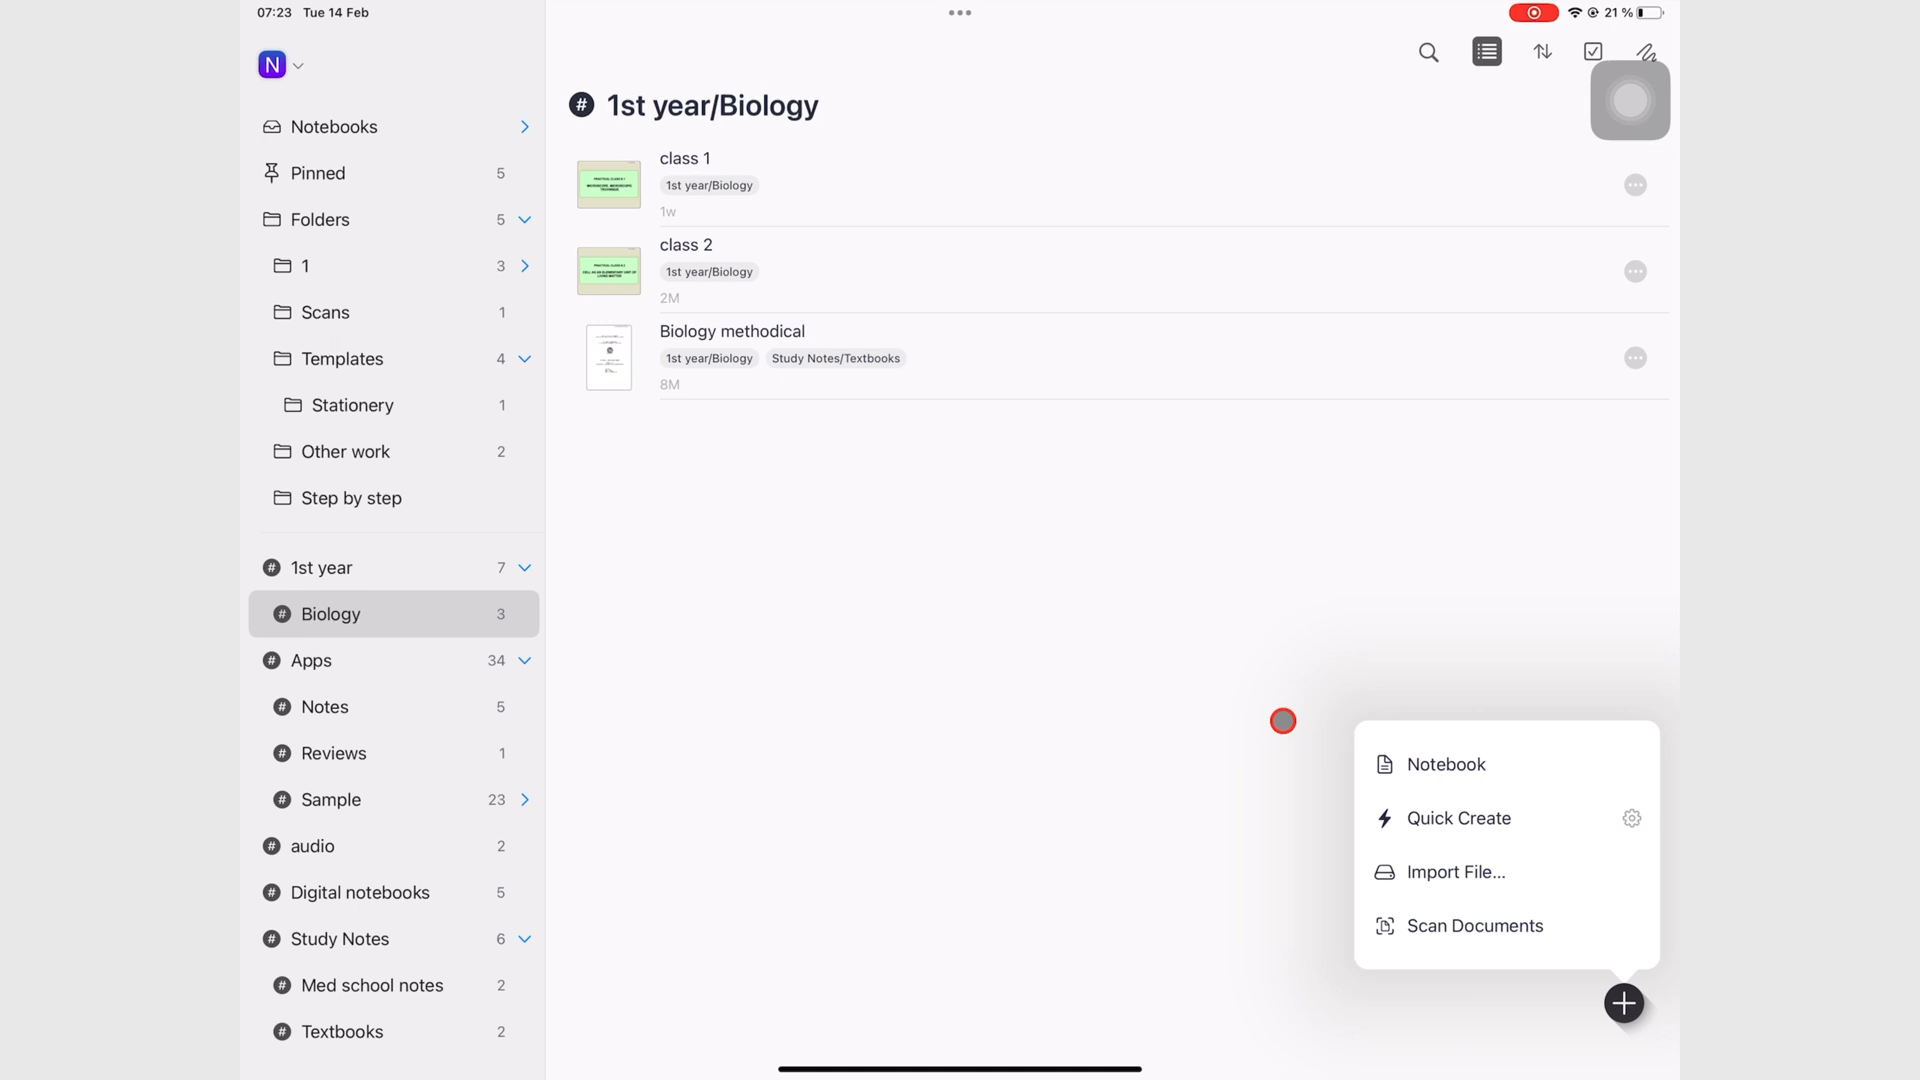 07:23 Tue 14 Feb
21 %
N
Notebooks
Pinned 5
Folders 5
1 3
Scans 1
Templates 4
Stationery 1
Other work 2
Step by step
# 1st year 7
# Biology 3
# Apps 34
# Notes 5
# Reviews 1
# Sample 23
# audio 2
# Digital notebooks 5
# Study Notes 6
# Med school notes 2
# Textbooks 2
# 1st year/Biology
class 1
1st year/Biology
1w
class 2
1st year/Biology
2M
Biology methodical
1st year/Biology Study Notes/Textbooks
8M
Notebook
Quick Create
Import File...
Scan Documents